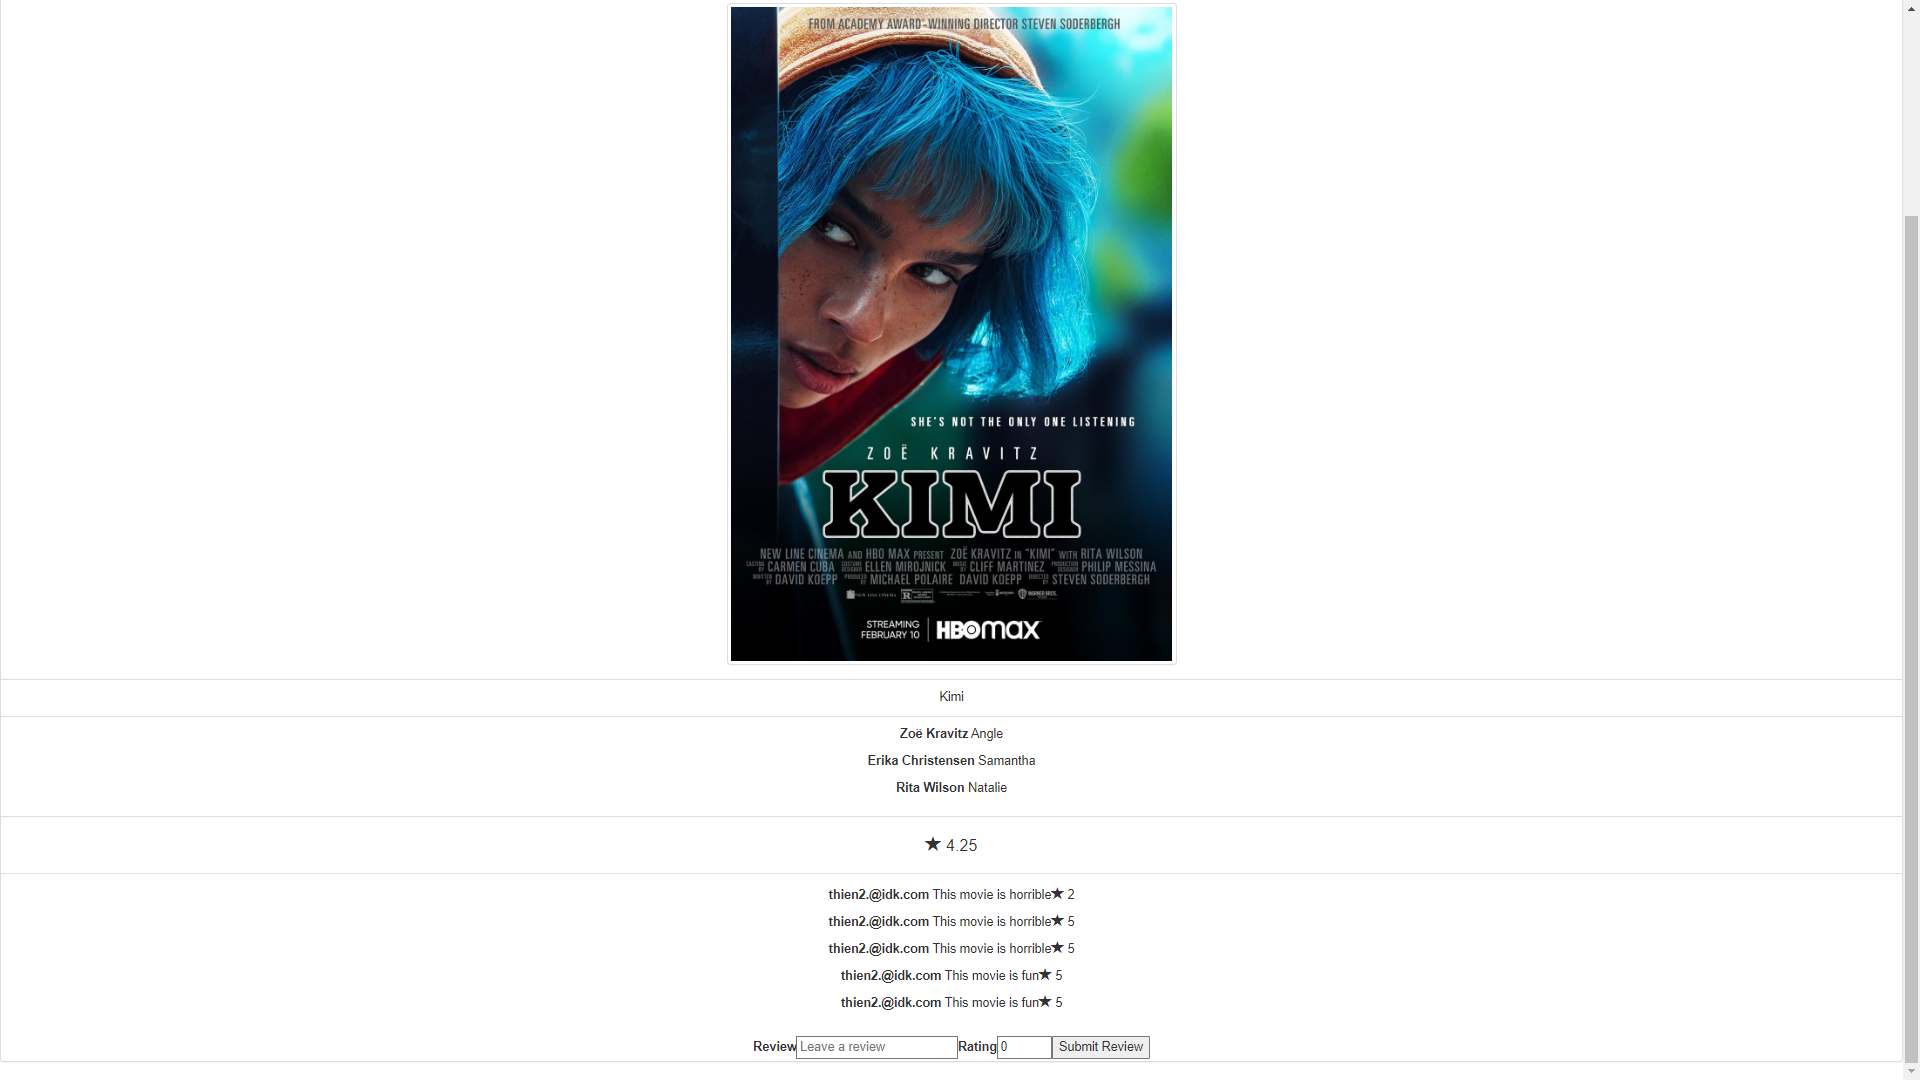 FROM ACADEMY AWARD-WINNING DIRECTOR STEVEN SODERBERGH
SHE'S NOT THE ONLY ONE LISTENING
ZOË KRAVITZ
KIMI
NEW LINE CINEMA AND HBO MAX PRESENT ZOË KRAVITZ IN "KIMI" WITH RITA WILSON
CASTING BY CARMEN CUBA COSTUME DESIGNER ELLEN MIROJNICK MUSIC BY CLIFF MARTINEZ PRODUCTION DESIGNER PHILIP MESSINA
WRITTEN BY DAVID KOEPP PRODUCED BY MICHAEL POLAIRE DAVID KOEPP DIRECTED BY STEVEN SODERBERGH
NEW LINE CINEMA R WARNER BROS.
STREAMING FEBRUARY 10 HBOmax
Kimi
Zoë Kravitz Angle
Erika Christensen Samantha
Rita Wilson Natalie
★ 4.25
thien2.@idk.com This movie is horrible★ 2
thien2.@idk.com This movie is horrible★ 5
thien2.@idk.com This movie is horrible★ 5
thien2.@idk.com This movie is fun★ 5
thien2.@idk.com This movie is fun★ 5
Review Leave a review Rating 0 Submit Review